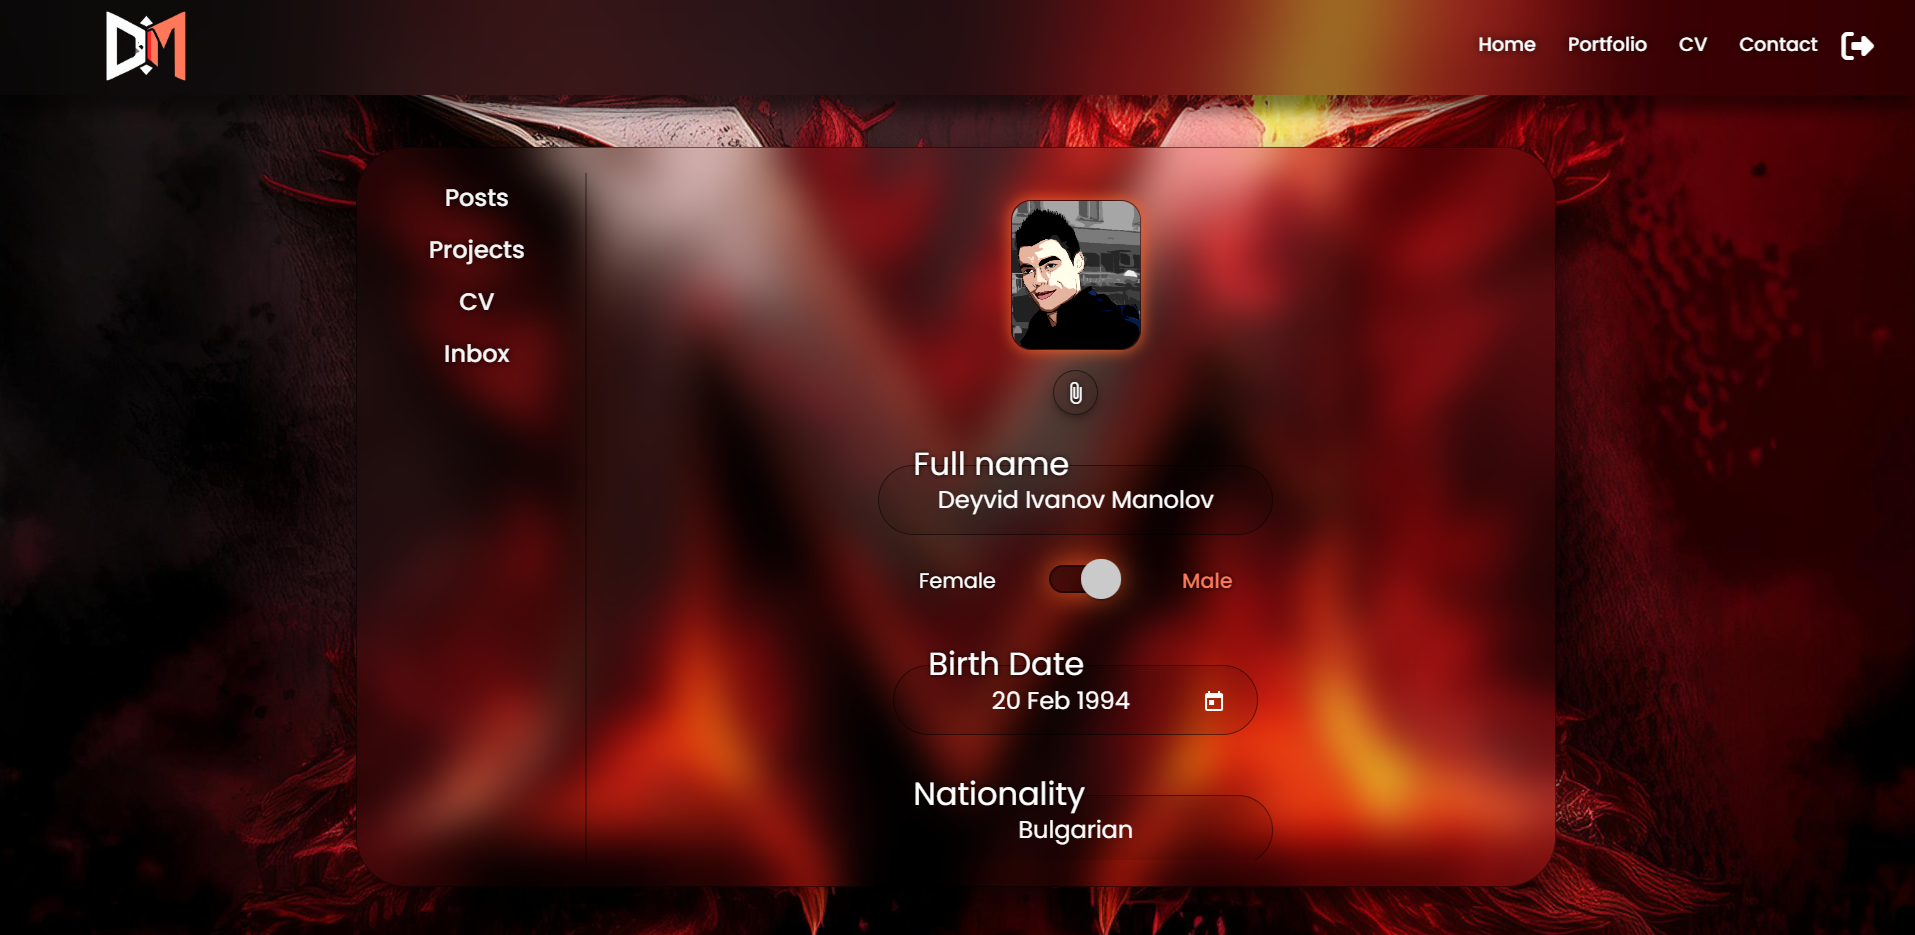 DM
Home
Portfolio
CV
Contact
Posts
Projects
CV
Inbox
Full name
Deyvid Ivanov Manolov
Female
Male
Birth Date
20 Feb 1994
Nationality
Bulgarian